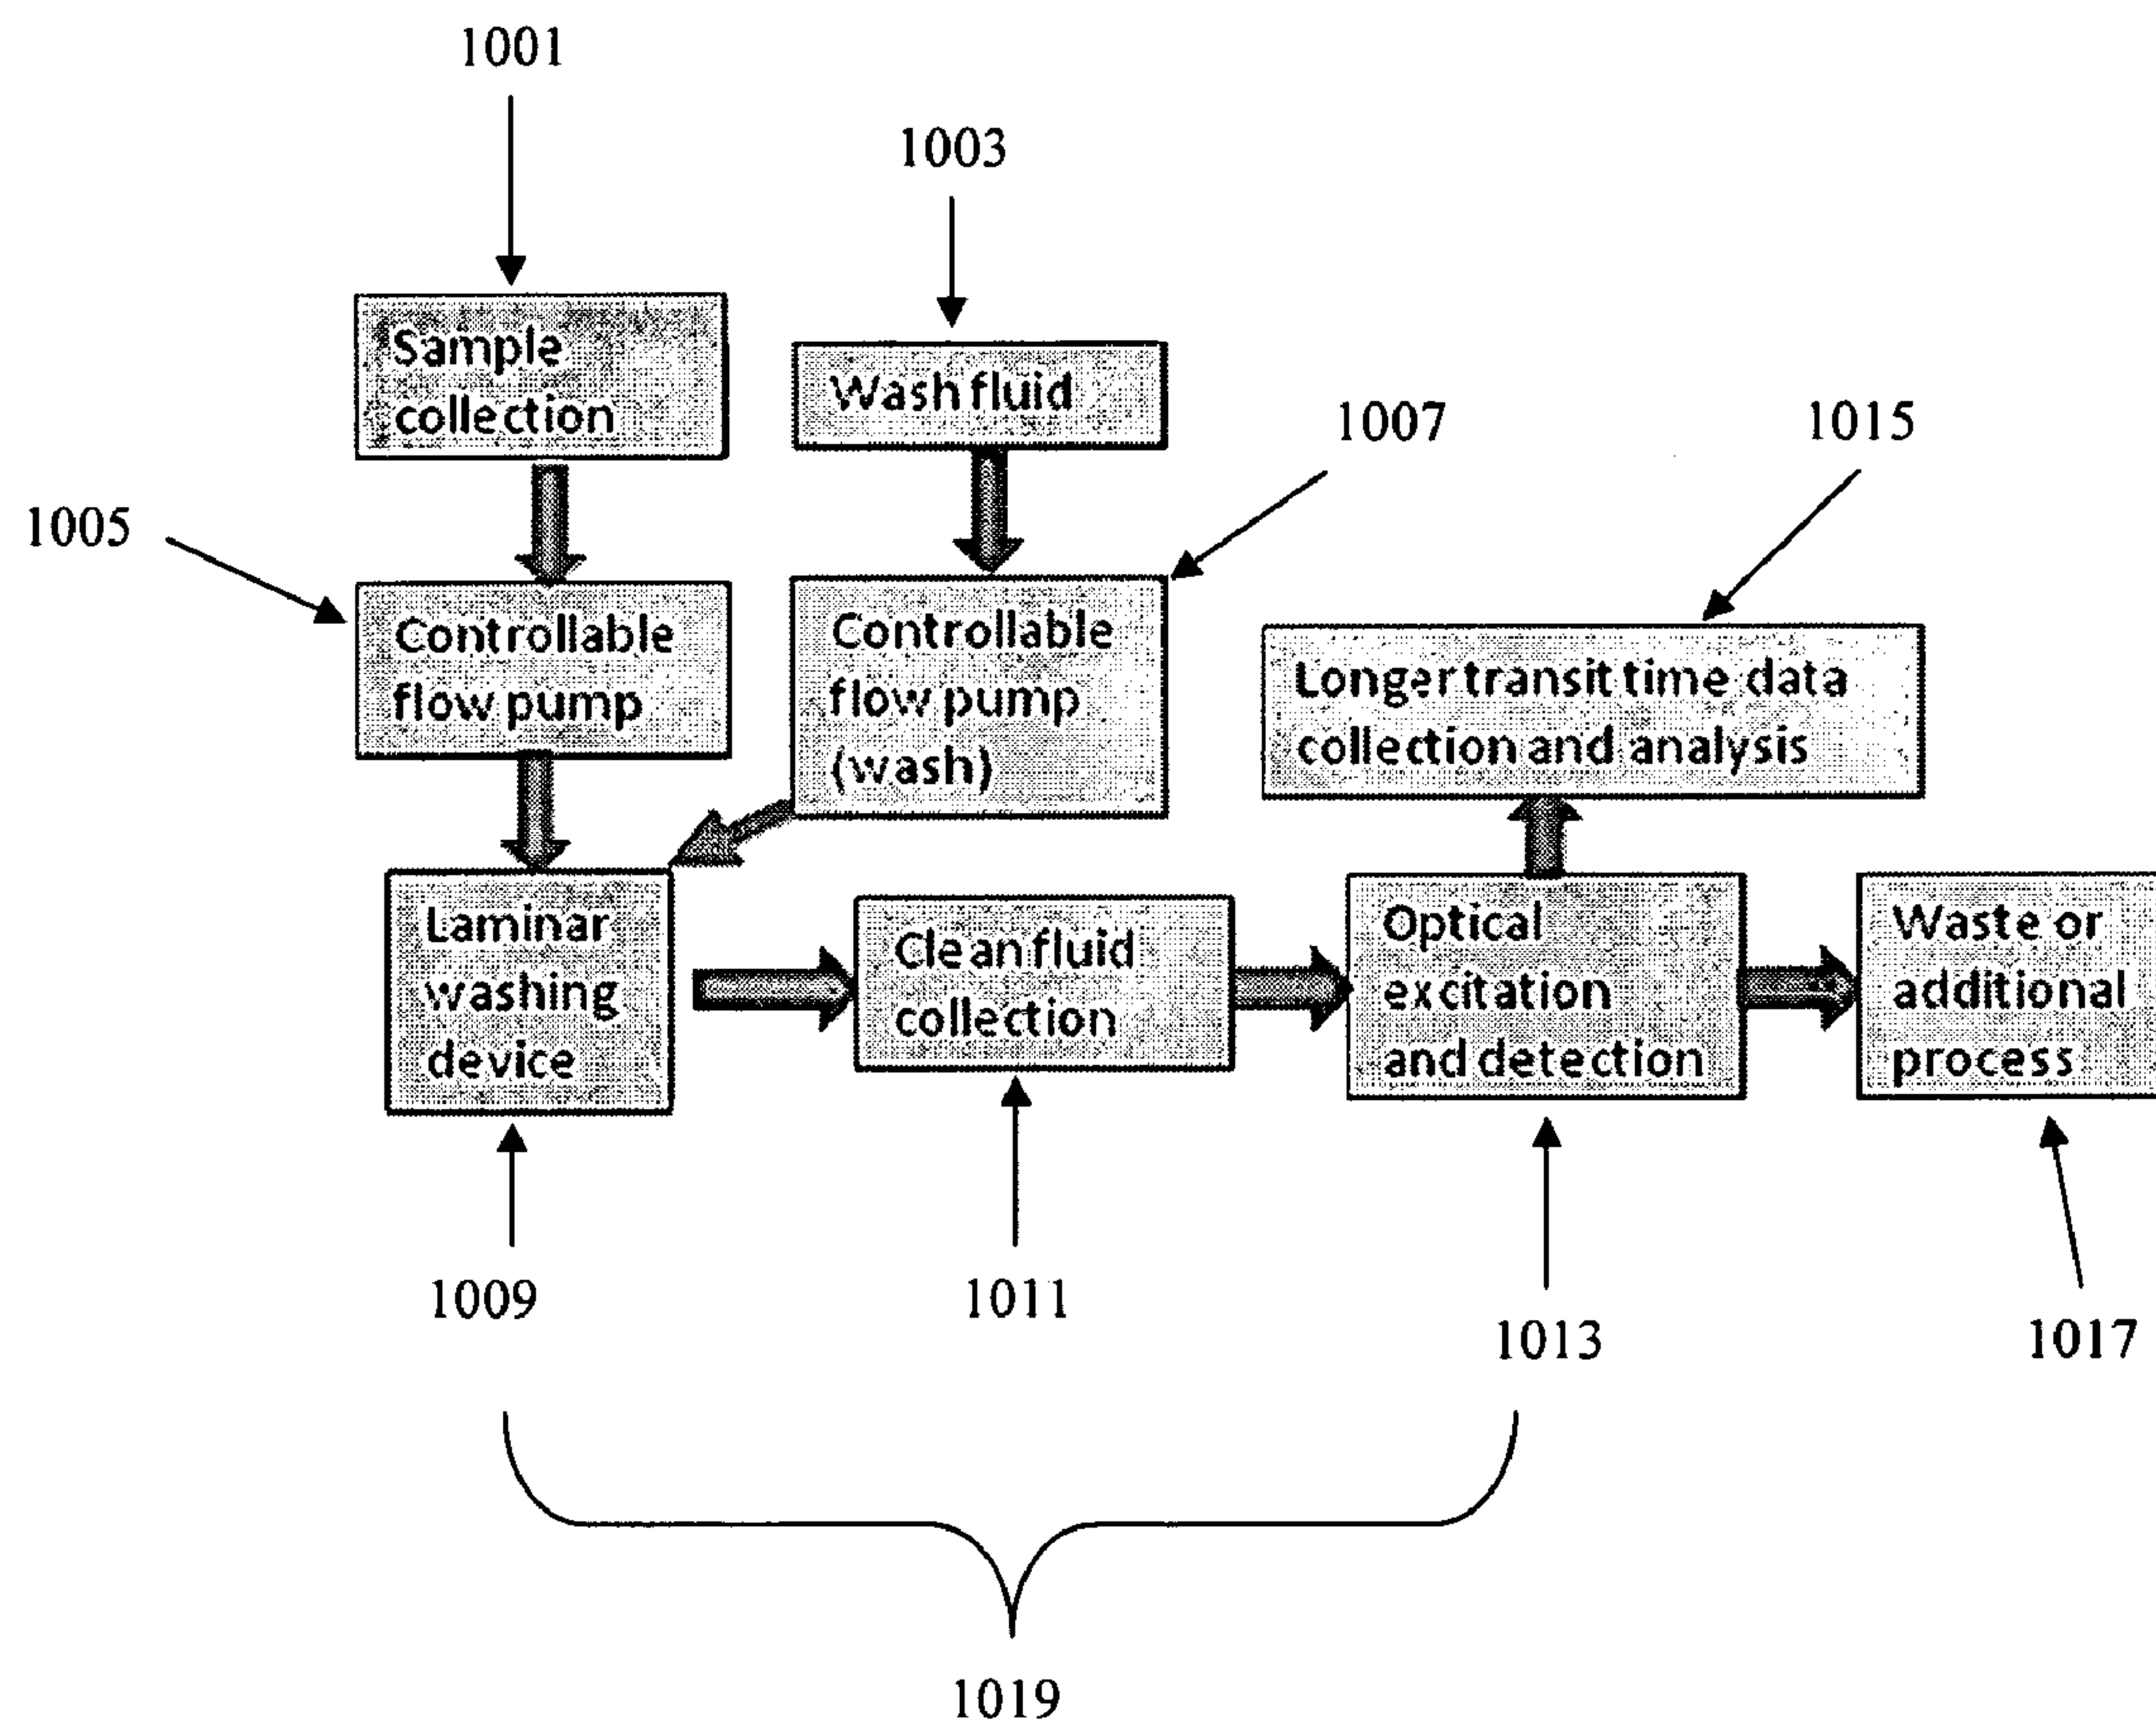 1001
1003
Sample
collection
Wash fluid
1007
1015
1005
Controllable
flow pump
Controllable
flow pump
(wash)
Longer transit time data
collection and analysis
Laminar
washing
device
Clean fluid
collection
Optical
excitation
and detection
Waste or
additional
process
1009
1011
1013
1017
1019